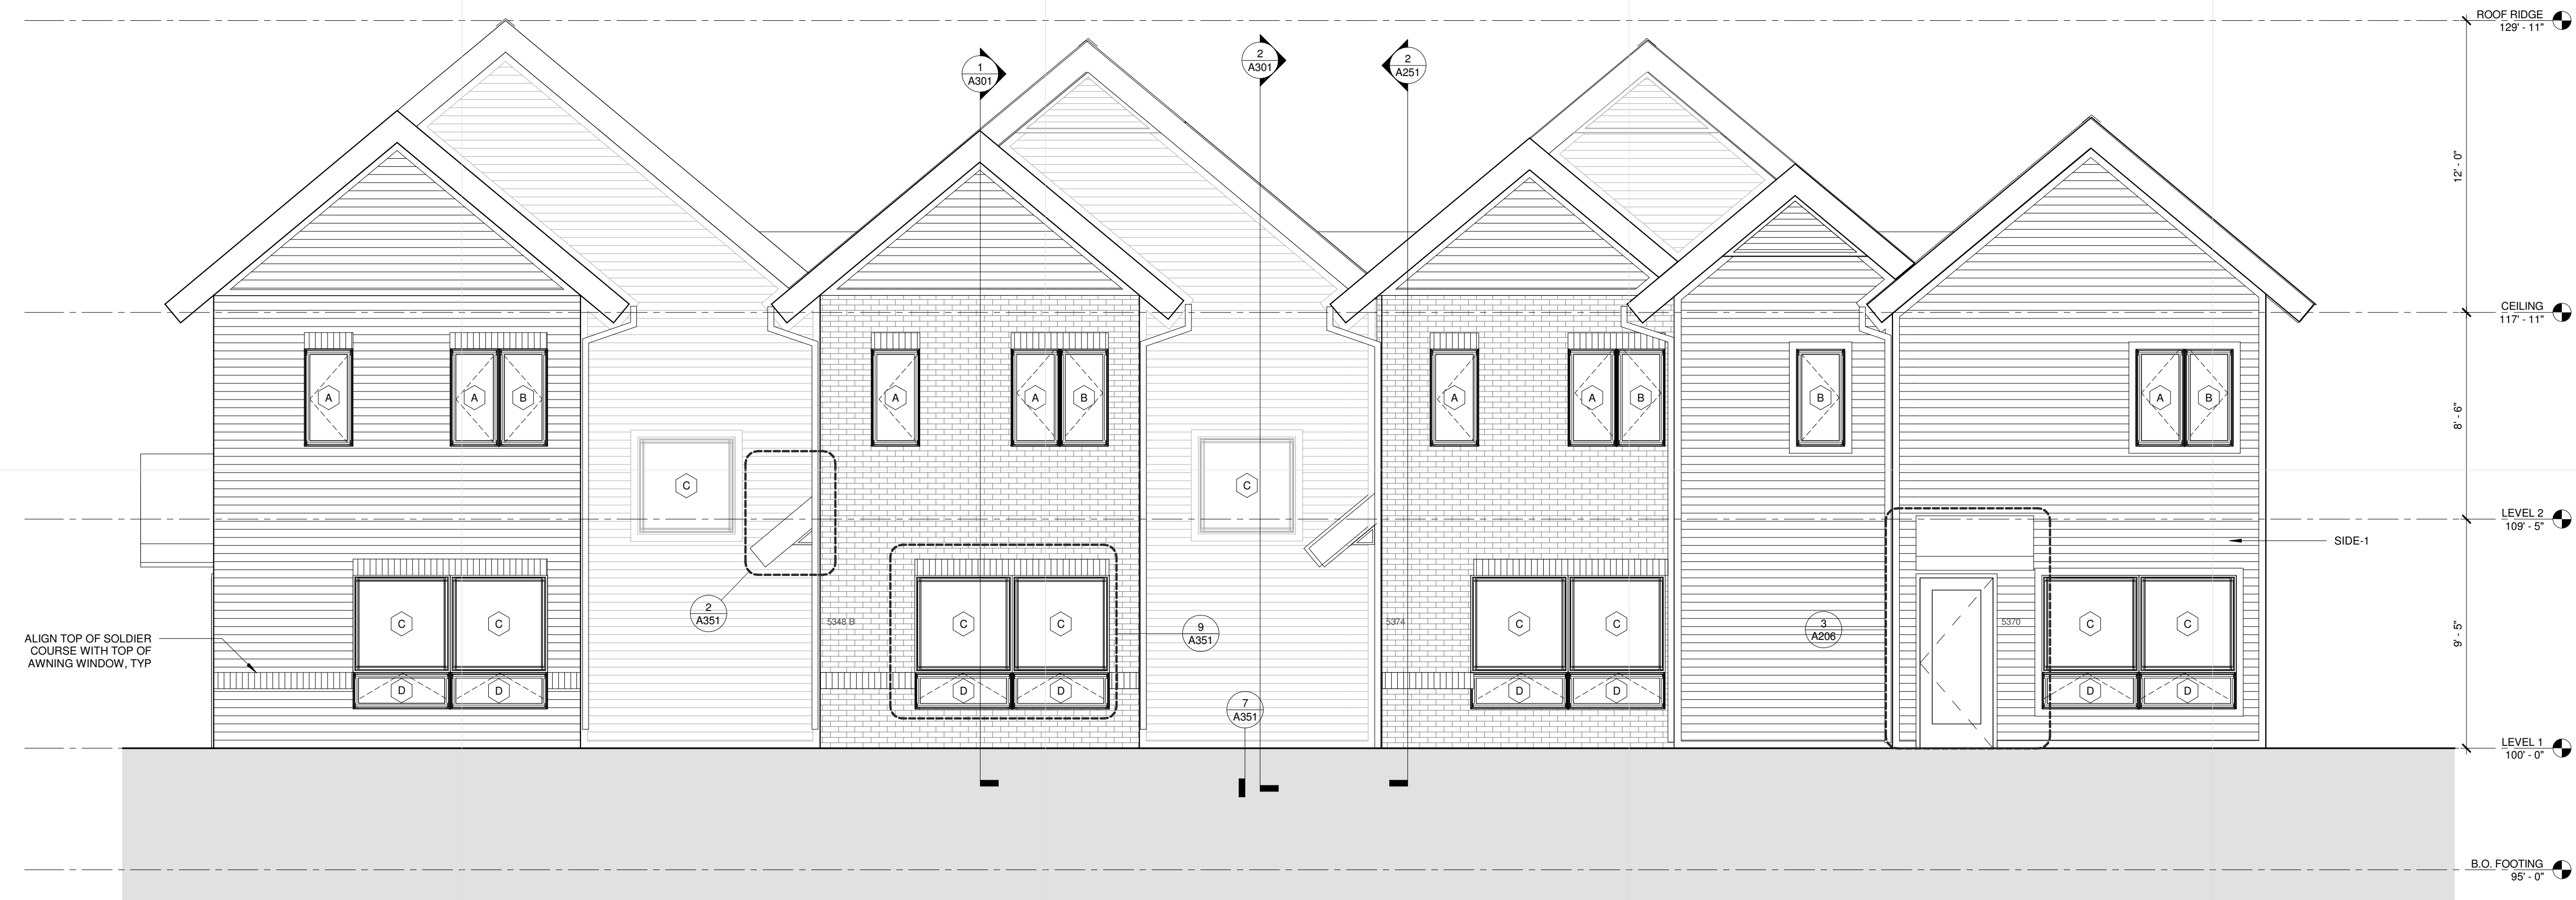 ROOF RIDGE
129' - 11"
1
A301
2
A301
2
A251
12' - 0"
CEILING
117' - 11"
A
A
B
A
A
B
A
A
B
B
A
B
8' - 6"
C
C
LEVEL 2
109' - 5"
SIDE-1
2
A351
9
A351
3
A206
5348 B
5374
5370
C
C
C
C
C
C
C
C
9' - 5"
ALIGN TOP OF SOLDIER
COURSE WITH TOP OF
AWNING WINDOW, TYP
D
D
D
D
D
D
D
D
7
A351
LEVEL 1
100' - 0"
B.O. FOOTING
95' - 0"